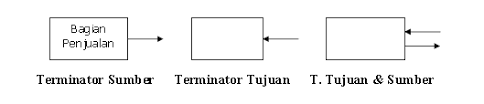 Bagian
Penjualan
Terminator Sumber
Terminator Tujuan
T. Tujuan & Sumber